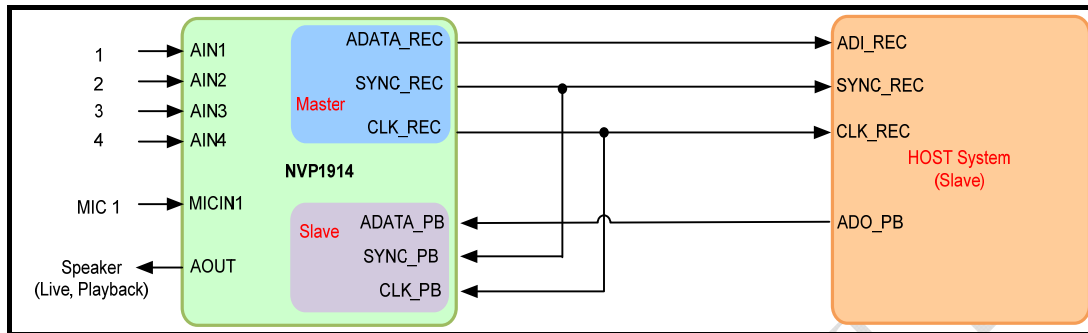 1
AIN1
2
AIN2
3
AIN3
4
AIN4
MIC 1
MICIN1
Speaker
(Live, Playback)
AOUT
NVP1914
Master
ADATA_REC
SYNC_REC
CLK_REC
Slave
ADATA_PB
SYNC_PB
CLK_PB
ADI_REC
SYNC_REC
CLK_REC
HOST System
(Slave)
ADO_PB